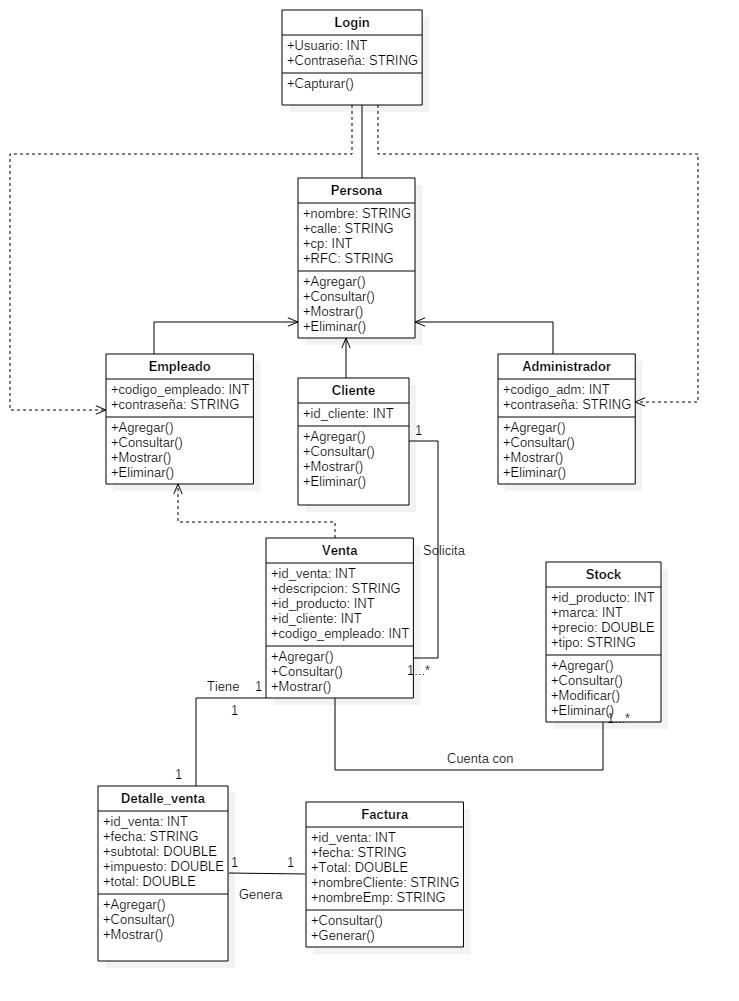 Login
+Usuario: INT
+Contraseña: STRING
+Capturar()
Persona
+nombre: STRING
+calle: STRING
+cp: INT
+RFC: STRING
+Agregar()
+Consultar()
+Mostrar()
+Eliminar()
Empleado
+codigo_empleado: INT
+contraseña: STRING
+Agregar()
+Consultar()
+Mostrar()
+Eliminar()
Cliente
+id_cliente: INT
+Agregar()
+Consultar()
+Mostrar()
+Eliminar()
1
Administrador
+codigo_adm: INT
+contraseña: STRING
+Agregar()
+Consultar()
+Mostrar()
+Eliminar()
Solicita
Venta
+id_venta: INT
+descripcion: STRING
+id_producto: INT
+id_cliente: INT
+codigo_empleado: INT
+Agregar()
+Consultar()
+Mostrar()
1...*
Stock
+id_producto: INT
+marca: INT
+precio: DOUBLE
+tipo: STRING
+Agregar()
+Consultar()
+Modificar()
+Eliminar()
1...*
Tiene
1
1
Cuenta con
1
Detalle_venta
+id_venta: INT
+fecha: STRING
+subtotal: DOUBLE
+impuesto: DOUBLE
+total: DOUBLE
+Agregar()
+Consultar()
+Mostrar()
1
1
Genera
Factura
+id_venta: INT
+fecha: STRING
+Total: DOUBLE
+nombreCliente: STRING
+nombreEmp: STRING
+Consultar()
+Generar()